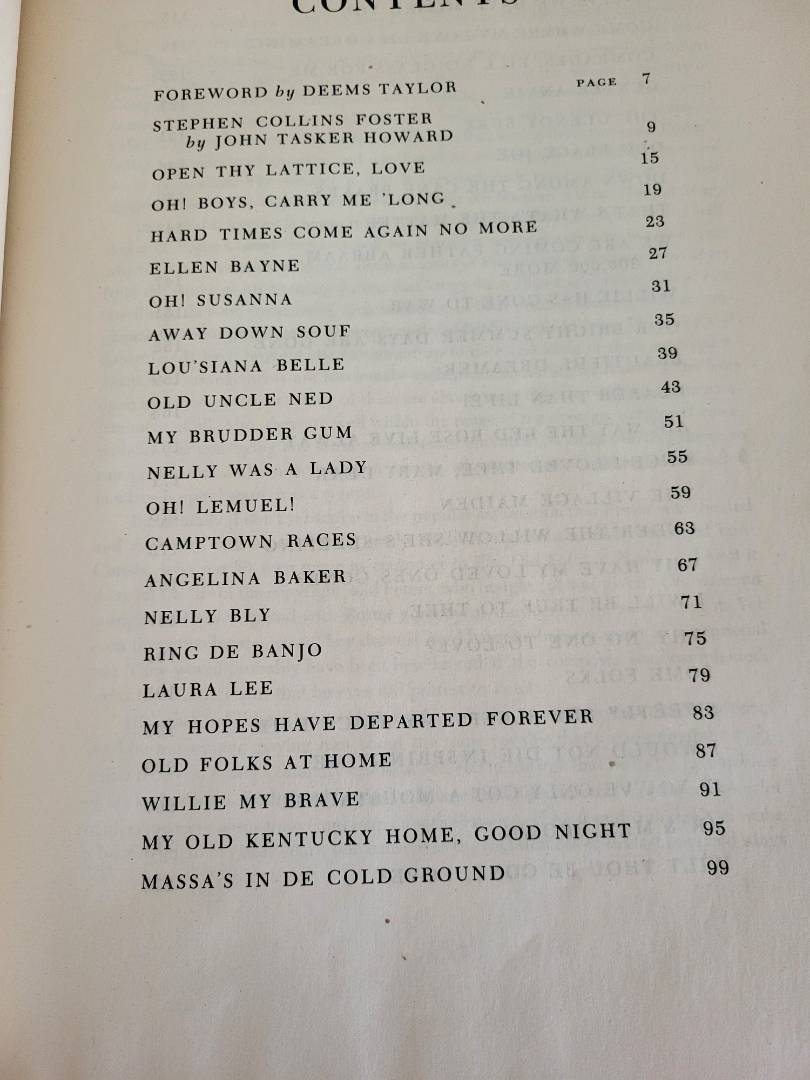 CONTENTS
FOREWORD by DEEMS TAYLOR PAGE 7
STEPHEN COLLINS FOSTER
by JOHN TASKER HOWARD 9
OPEN THY LATTICE, LOVE 15
OH! BOYS, CARRY ME 'LONG 19
HARD TIMES COME AGAIN NO MORE 23
ELLEN BAYNE 27
OH! SUSANNA 31
AWAY DOWN SOUF 35
LOU'SIANA BELLE 39
OLD UNCLE NED 43
MY BRUDDER GUM 51
NELLY WAS A LADY 55
OH! LEMUEL! 59
CAMPTOWN RACES 63
ANGELINA BAKER 67
NELLY BLY 71
RING DE BANJO 75
LAURA LEE 79
MY HOPES HAVE DEPARTED FOREVER 83
OLD FOLKS AT HOME 87
WILLIE MY BRAVE 91
MY OLD KENTUCKY HOME, GOOD NIGHT 95
MASSA'S IN DE COLD GROUND 99